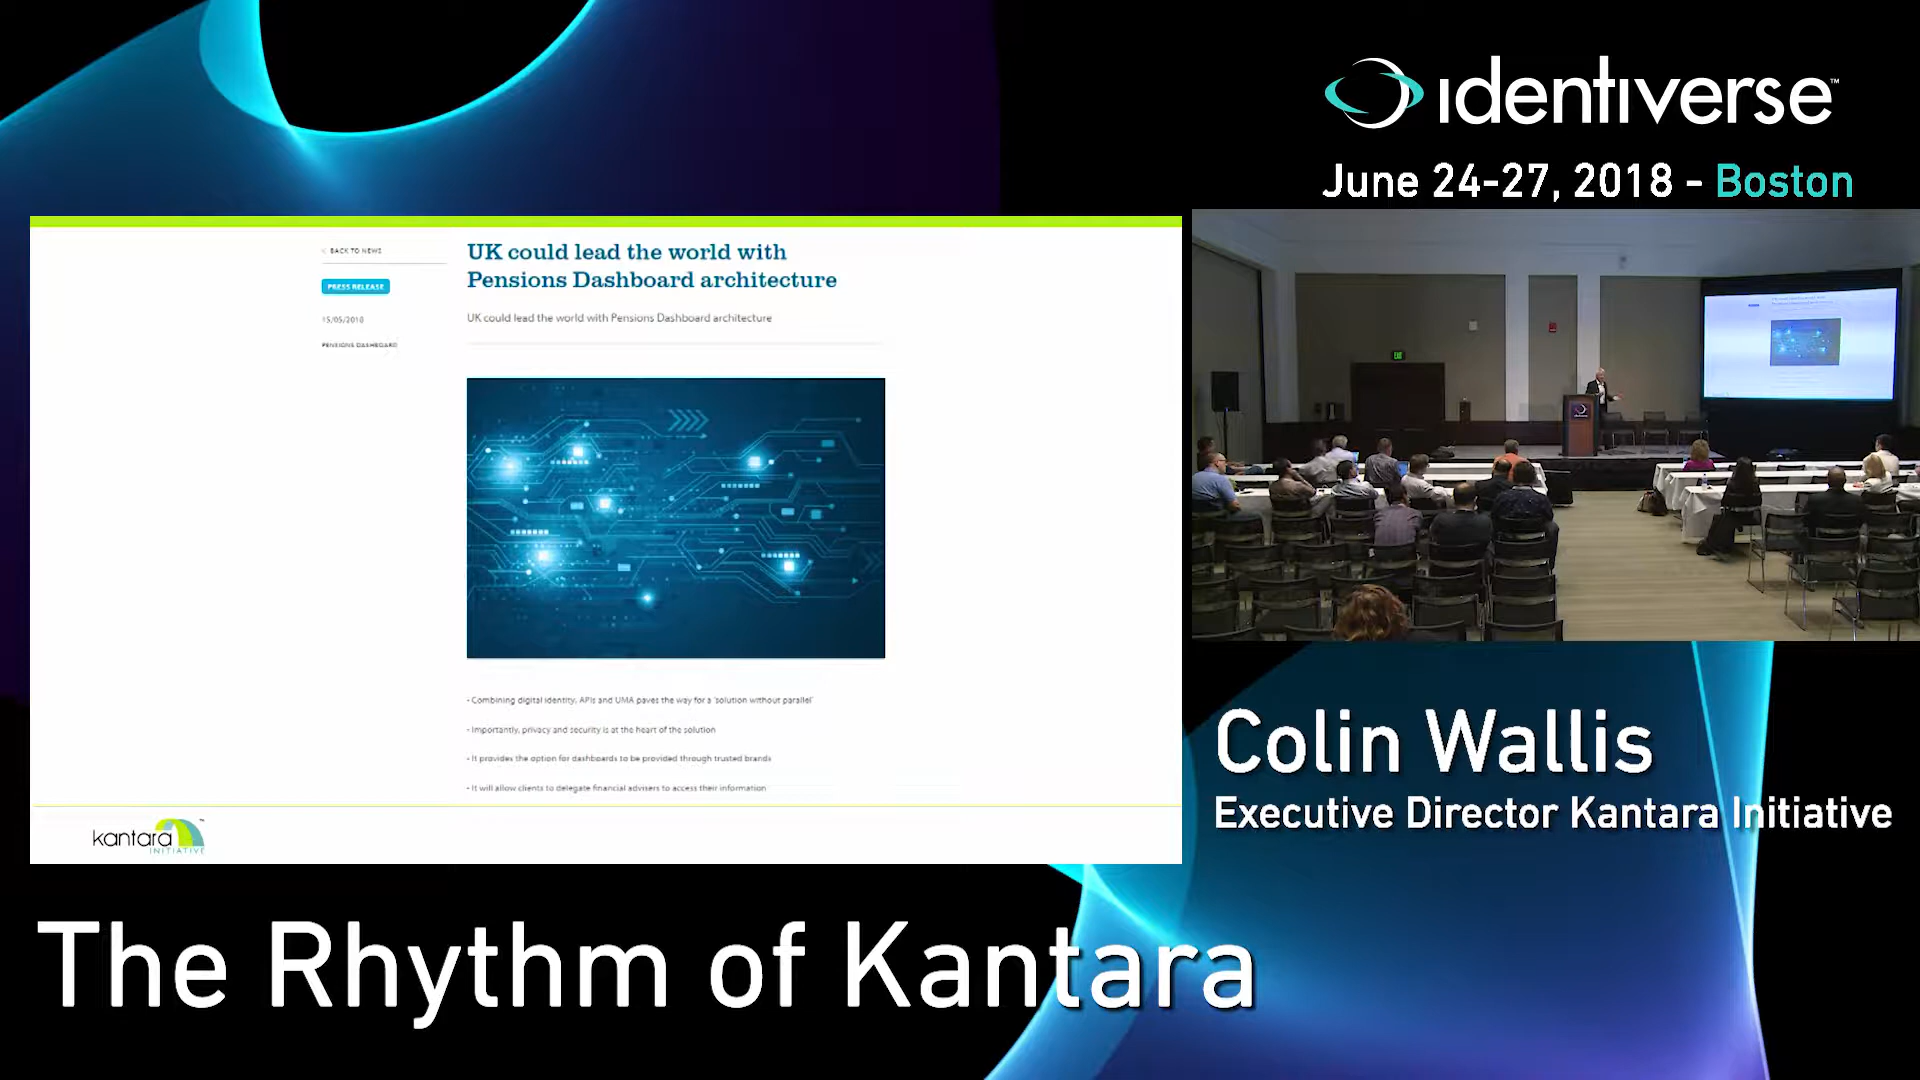 identiverse™
June 24-27, 2018 - Boston
< BACK TO NEWS
PRESS RELEASE
15/05/2018
PENSIONS DASHBOARD
UK could lead the world with
Pensions Dashboard architecture
UK could lead the world with Pensions Dashboard architecture
- Combining digital identity, APIs and UMA paves the way for a 'solution without parallel'
- Importantly, privacy and security is at the heart of the solution
- It provides the option for dashboards to be provided through trusted brands
- It will allow clients to delegate financial advisers to access their information
kantara™
INITIATIVE
EXIT
Colin Wallis
Executive Director Kantara Initiative
The Rhythm of Kantara